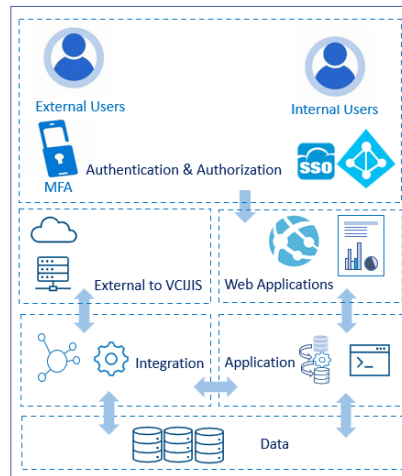 External Users
Internal Users
MFA
Authentication & Authorization
SSO
External to VCIJIS
Web Applications
Integration
Application
>_
Data